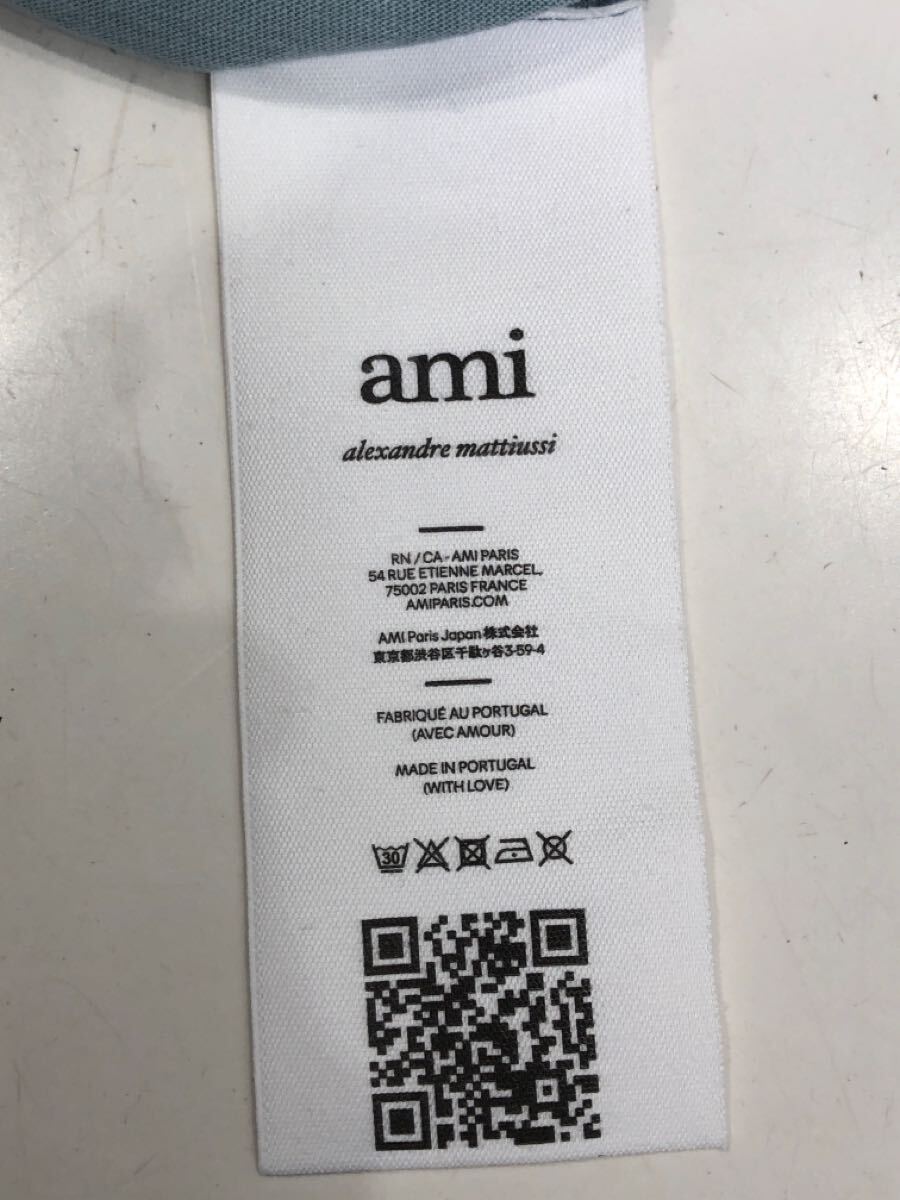 ami
alexandre mattiussi
RN / CA - AMI PARIS
54 RUE ETIENNE MARCEL,
75002 PARIS FRANCE
AMIPARIS.COM
AMI Paris Japan株式会社
東京都渋谷区千駄ヶ谷3-59-4
FABRIQUÉ AU PORTUGAL
(AVEC AMOUR)
MADE IN PORTUGAL
(WITH LOVE)
30